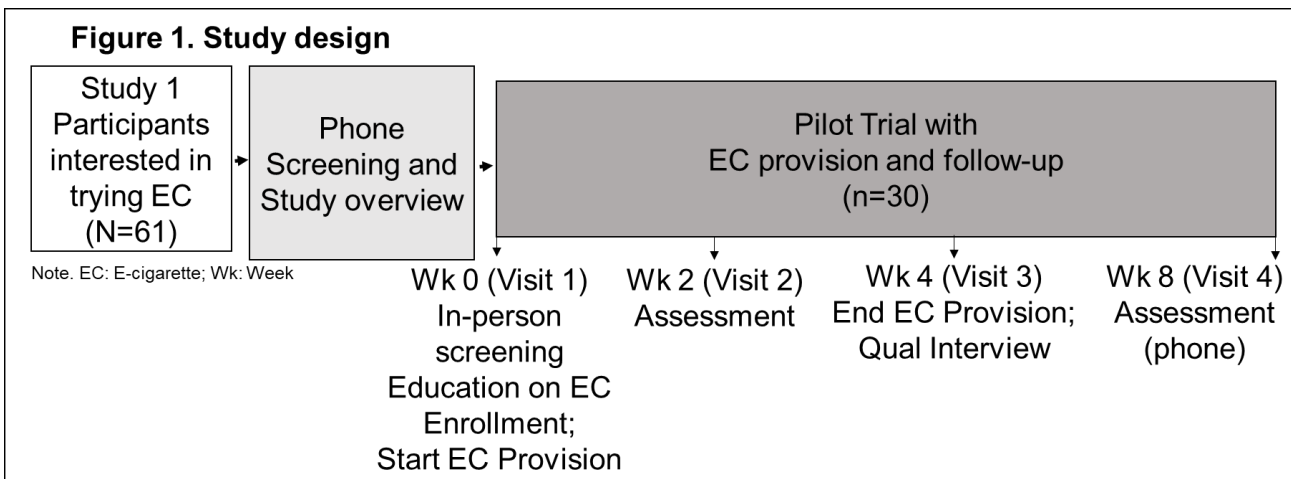 Figure 1. Study design
Study 1
Participants
interested in
trying EC
(N=61)
Phone
Screening and
Study overview
Pilot Trial with
EC provision and follow-up
(n=30)
Note. EC: E-cigarette; Wk: Week
Wk 0 (Visit 1)
In-person
screening
Education on EC
Enrollment;
Start EC Provision
Wk 2 (Visit 2)
Assessment
Wk 4 (Visit 3)
End EC Provision;
Qual Interview
Wk 8 (Visit 4)
Assessment
(phone)